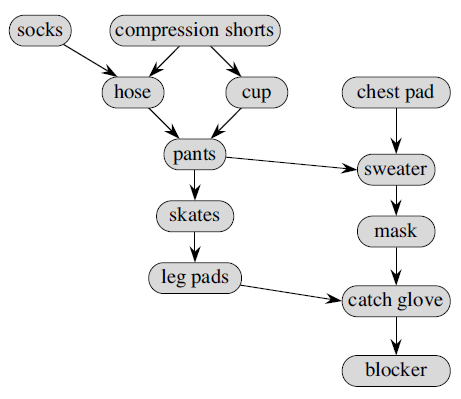 socks
compression shorts
hose
cup
chest pad
pants
sweater
skates
mask
leg pads
catch glove
blocker